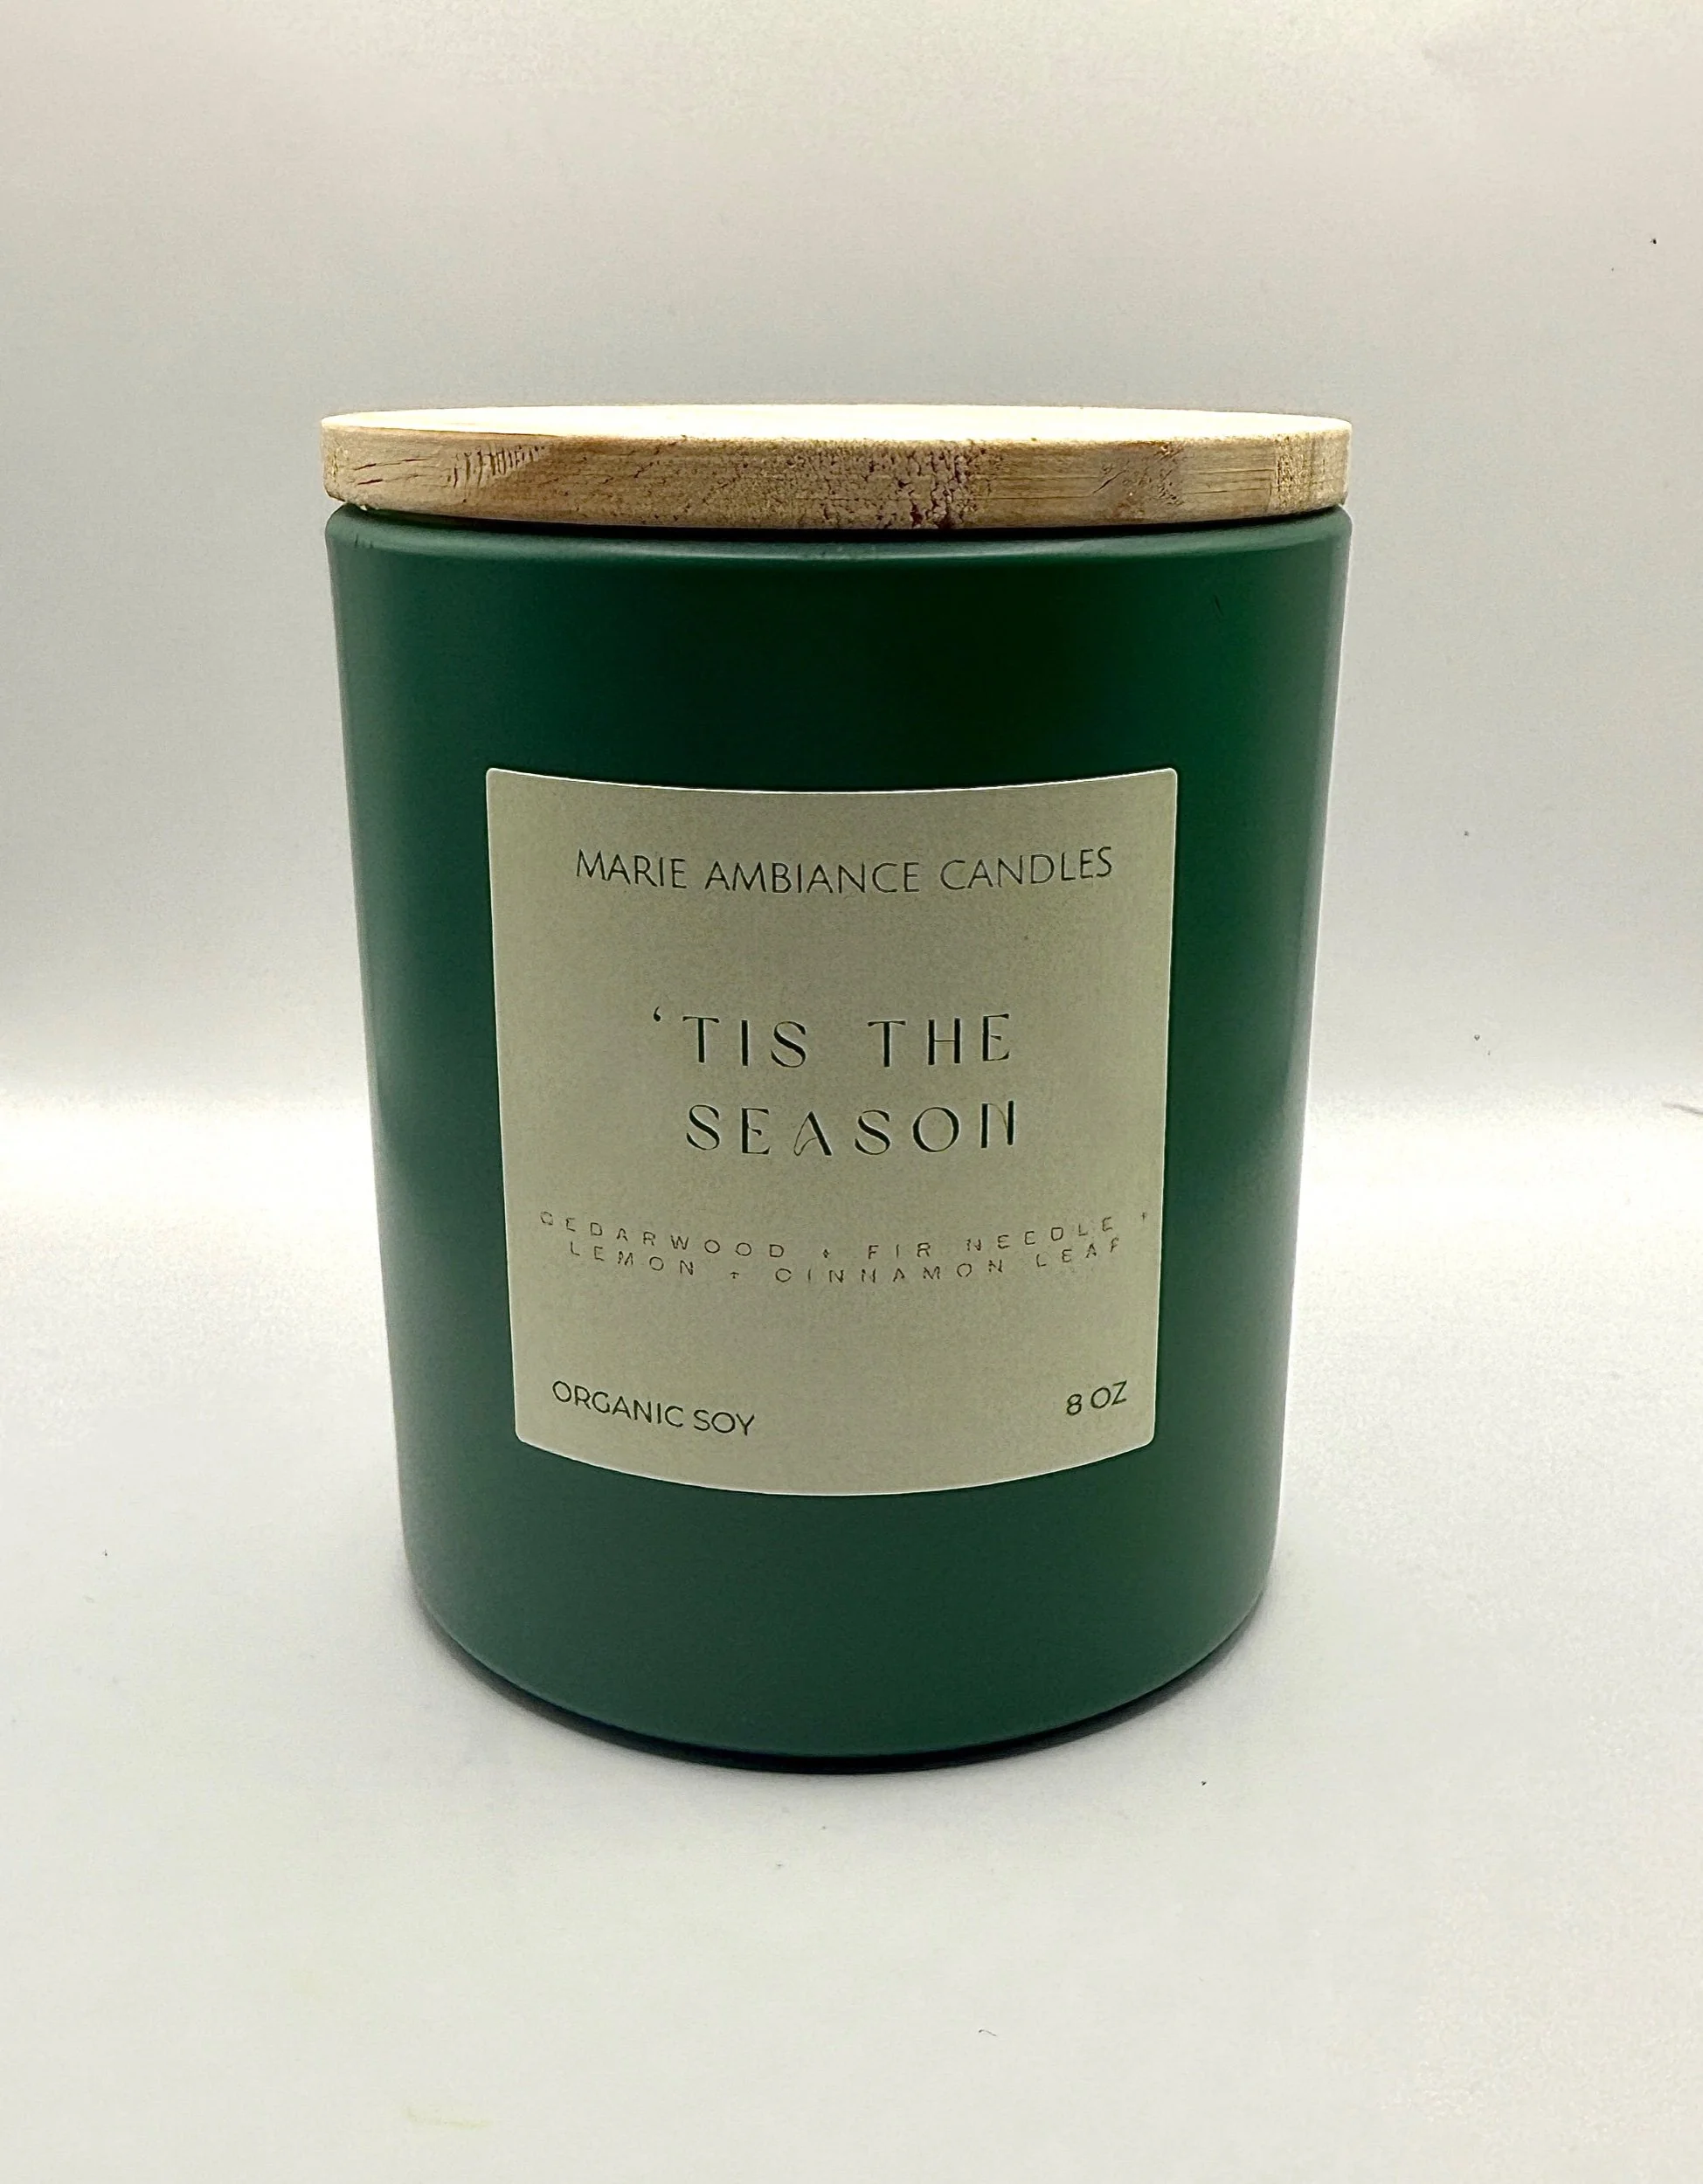 MARIE AMBIANCE CANDLES
‘TIS THE
SEASON
CEDARWOOD + FIR NEEDLE +
LEMON + CINNAMON LEAF
ORGANIC SOY
8 OZ